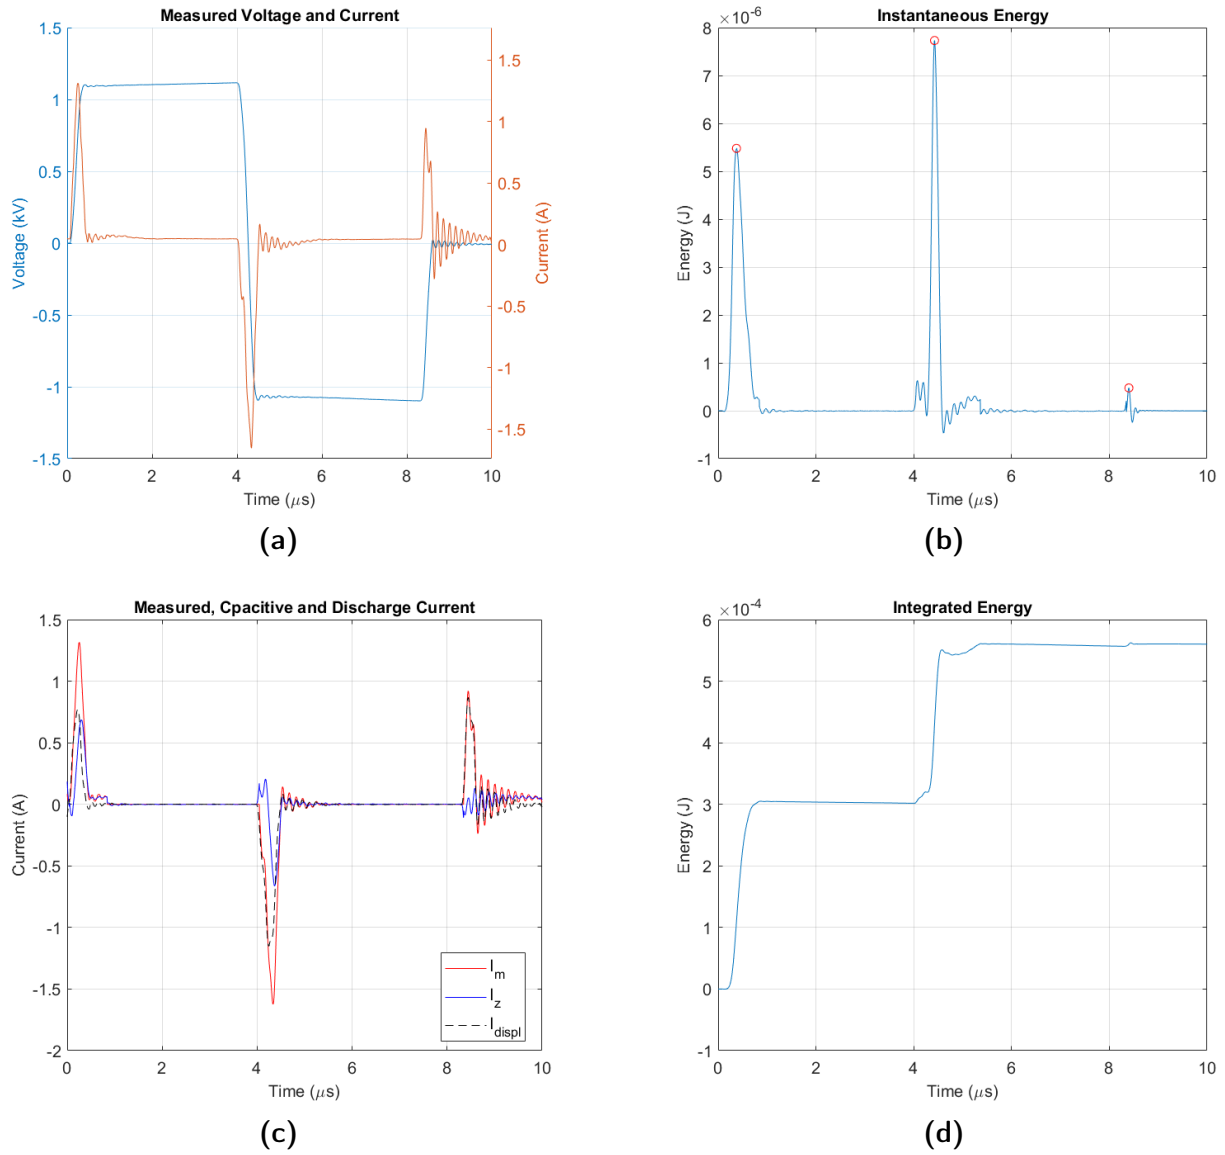 Measured Voltage and Current
1.5
1
0.5
0
-0.5
-1
-1.5
Voltage (kV)
1.5
1
0.5
0
-0.5
-1
-1.5
Current (A)
0 2 4 6 8 10
Time (μs)
(a)
Instantaneous Energy
×10^-6
8
7
6
5
4
3
2
1
0
-1
Energy (J)
0 2 4 6 8 10
Time (μs)
(b)
Measured, Cpacitive and Discharge Current
1.5
1
0.5
0
-0.5
-1
-1.5
-2
Current (A)
I_m
I_z
I_displ
0 2 4 6 8 10
Time (μs)
(c)
Integrated Energy
×10^-4
6
5
4
3
2
1
0
-1
Energy (J)
0 2 4 6 8 10
Time (μs)
(d)